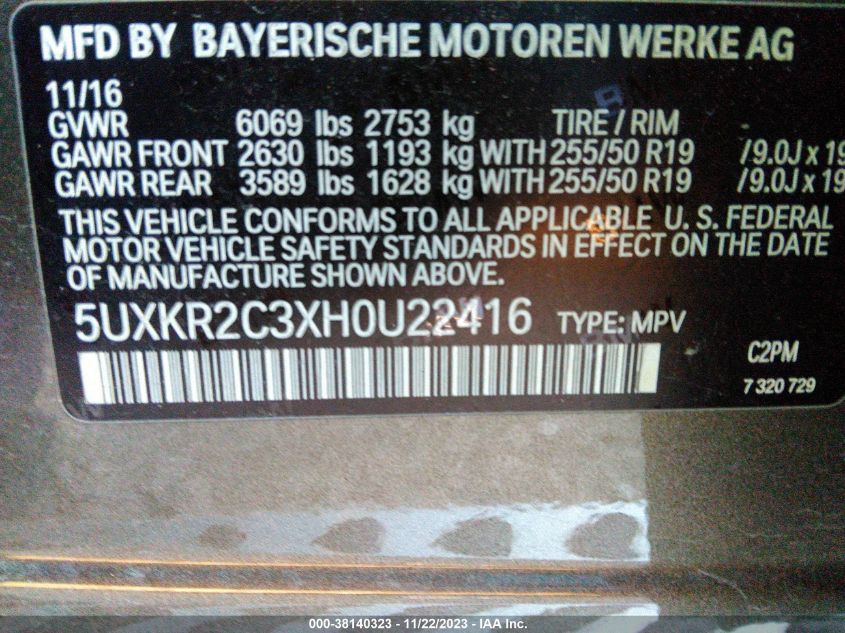 MFD BY BAYERISCHE MOTOREN WERKE AG
11/16
GVWR 6069 lbs 2753 kg TIRE / RIM
GAWR FRONT 2630 lbs 1193 kg WITH 255/50 R19 /9.0J x 19
GAWR REAR 3589 lbs 1628 kg WITH 255/50 R19 /9.0J x 19
THIS VEHICLE CONFORMS TO ALL APPLICABLE U. S. FEDERAL
MOTOR VEHICLE SAFETY STANDARDS IN EFFECT ON THE DATE
OF MANUFACTURE SHOWN ABOVE.
5UXKR2C3XH0U22416 TYPE: MPV
C2PM
7 320 729
000-38140323 - 11/22/2023 - IAA Inc.